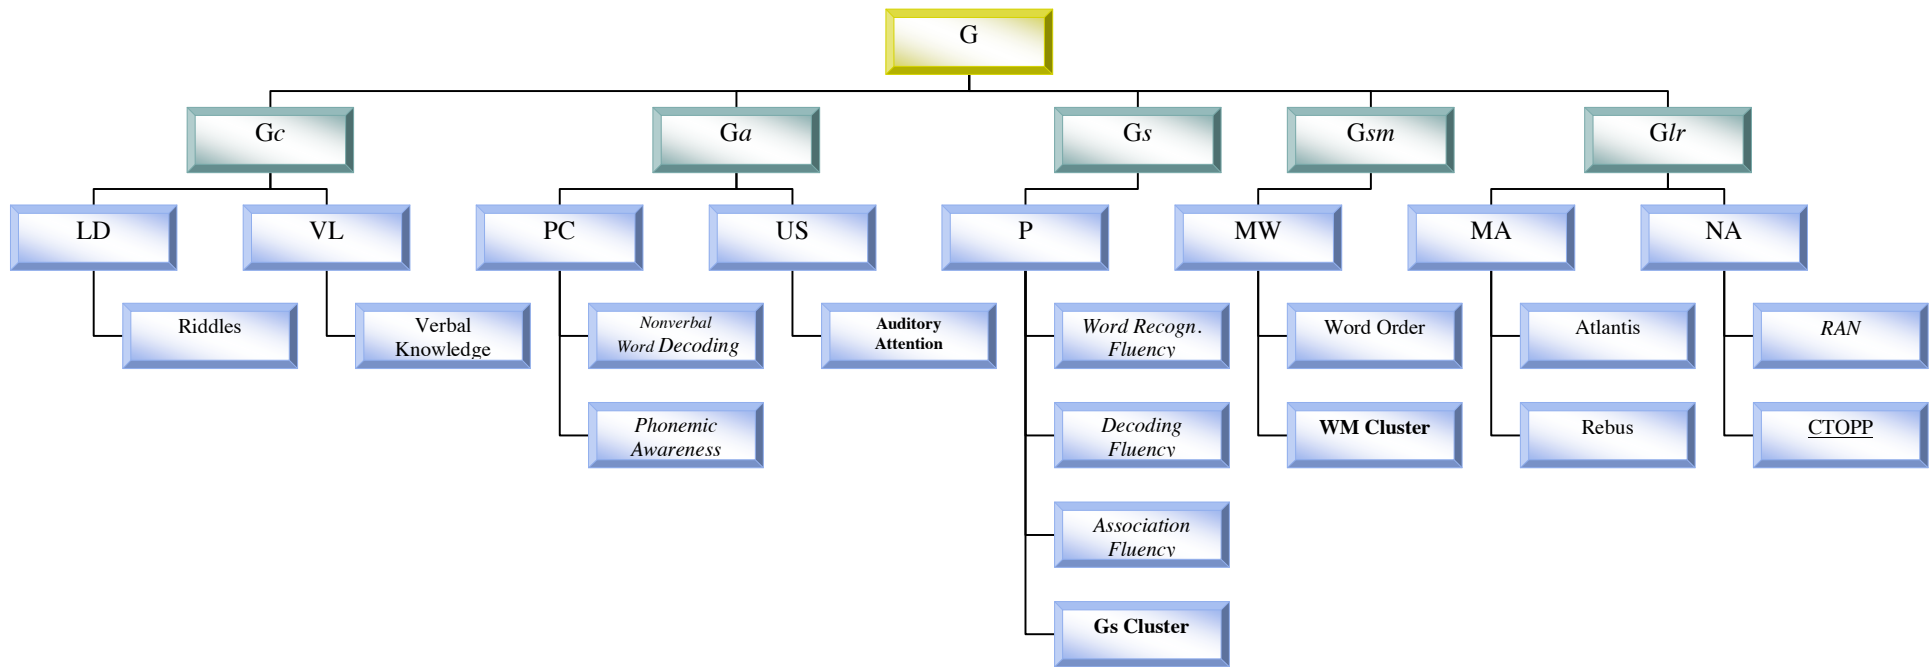 G
Gc
Ga
Gs
Gsm
Glr
LD
VL
PC
US
P
MW
MA
NA
Riddles
Verbal
Knowledge
Nonverbal
Word Decoding
Auditory
Attention
Word Recogn.
Fluency
Word Order
Atlantis
RAN
Phonemic
Awareness
Decoding
Fluency
WM Cluster
Rebus
CTOPP
Association
Fluency
Gs Cluster